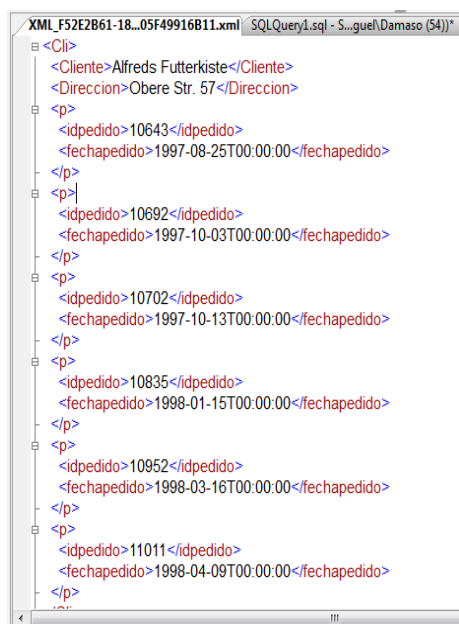 XML_F52E2B61-18...05F49916B11.xml SQLQuery1.sql - S...guel\Damaso (54))*
<Cli>
<Cliente>Alfreds Futterkiste</Cliente>
<Direccion>Obere Str. 57</Direccion>
<p>
<idpedido>10643</idpedido>
<fechapedido>1997-08-25T00:00:00</fechapedido>
</p>
<p>
<idpedido>10692</idpedido>
<fechapedido>1997-10-03T00:00:00</fechapedido>
</p>
<p>
<idpedido>10702</idpedido>
<fechapedido>1997-10-13T00:00:00</fechapedido>
</p>
<p>
<idpedido>10835</idpedido>
<fechapedido>1998-01-15T00:00:00</fechapedido>
</p>
<p>
<idpedido>10952</idpedido>
<fechapedido>1998-03-16T00:00:00</fechapedido>
</p>
<p>
<idpedido>11011</idpedido>
<fechapedido>1998-04-09T00:00:00</fechapedido>
</p>